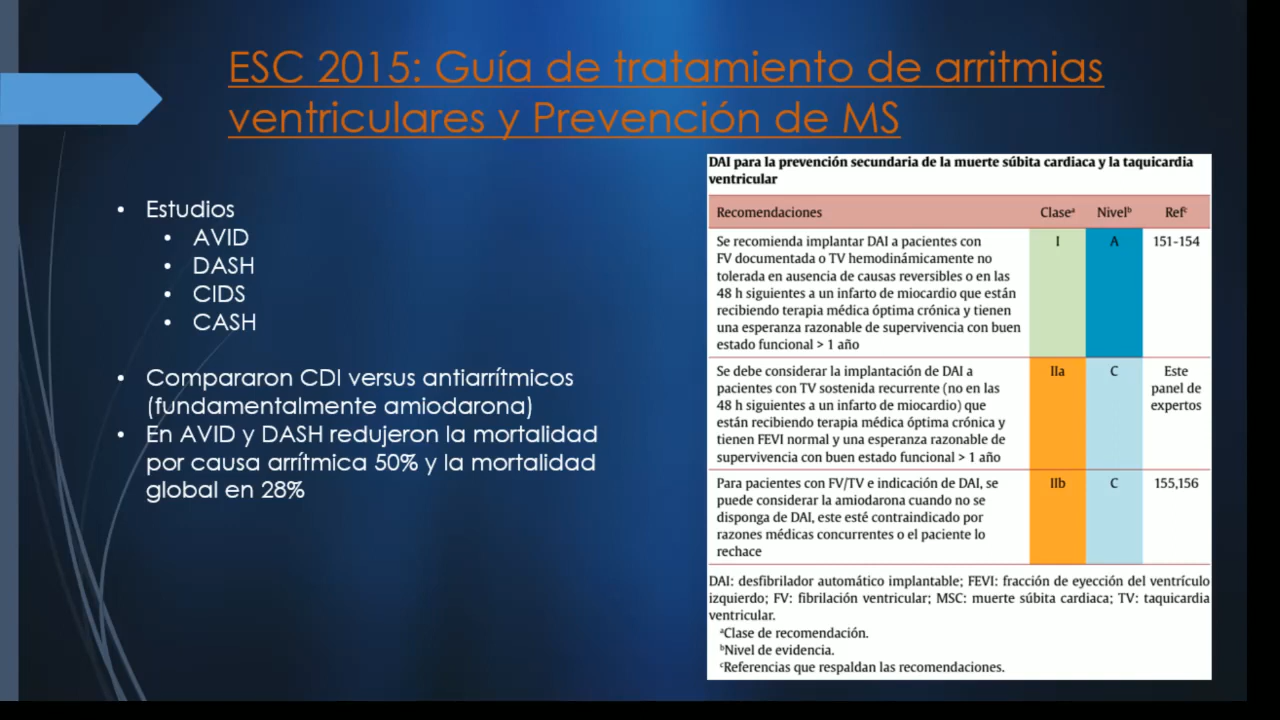 ESC 2015: Guía de tratamiento de arritmias
ventriculares y Prevención de MS
• Estudios
• AVID
• DASH
• CIDS
• CASH
• Compararon CDI versus antiarrítmicos
(fundamentalmente amiodarona)
• En AVID y DASH redujeron la mortalidad
por causa arrítmica 50% y la mortalidad
global en 28%
DAI para la prevención secundaria de la muerte súbita cardiaca y la taquicardia
ventricular
Recomendaciones Claseᵃ Nivelᵇ Refᶜ
Se recomienda implantar DAI a pacientes con I A 151-154
FV documentada o TV hemodinámicamente no
tolerada en ausencia de causas reversibles o en las
48 h siguientes a un infarto de miocardio que están
recibiendo terapia médica óptima crónica y tienen
una esperanza razonable de supervivencia con buen
estado funcional > 1 año
Se debe considerar la implantación de DAI a IIa C Este
pacientes con TV sostenida recurrente (no en las panel de
48 h siguientes a un infarto de miocardio) que expertos
están recibiendo terapia médica óptima crónica y
tienen FEVI normal y una esperanza razonable de
supervivencia con buen estado funcional > 1 año
Para pacientes con FV/TV e indicación de DAI, se IIb C 155,156
puede considerar la amiodarona cuando no se
disponga de DAI, este esté contraindicado por
razones médicas concurrentes o el paciente lo
rechace
DAI: desfibrilador automático implantable; FEVI: fracción de eyección del ventrículo
izquierdo; FV: fibrilación ventricular; MSC: muerte súbita cardiaca; TV: taquicardia
ventricular.
ᵃClase de recomendación.
ᵇNivel de evidencia.
ᶜReferencias que respaldan las recomendaciones.